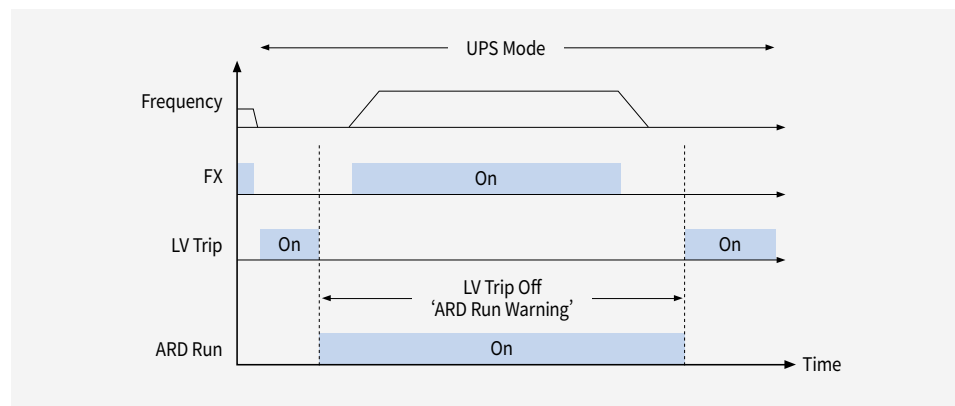 UPS Mode
Frequency
FX
On
LV Trip
On
On
LV Trip Off
‘ARD Run Warning’
ARD Run
On
Time